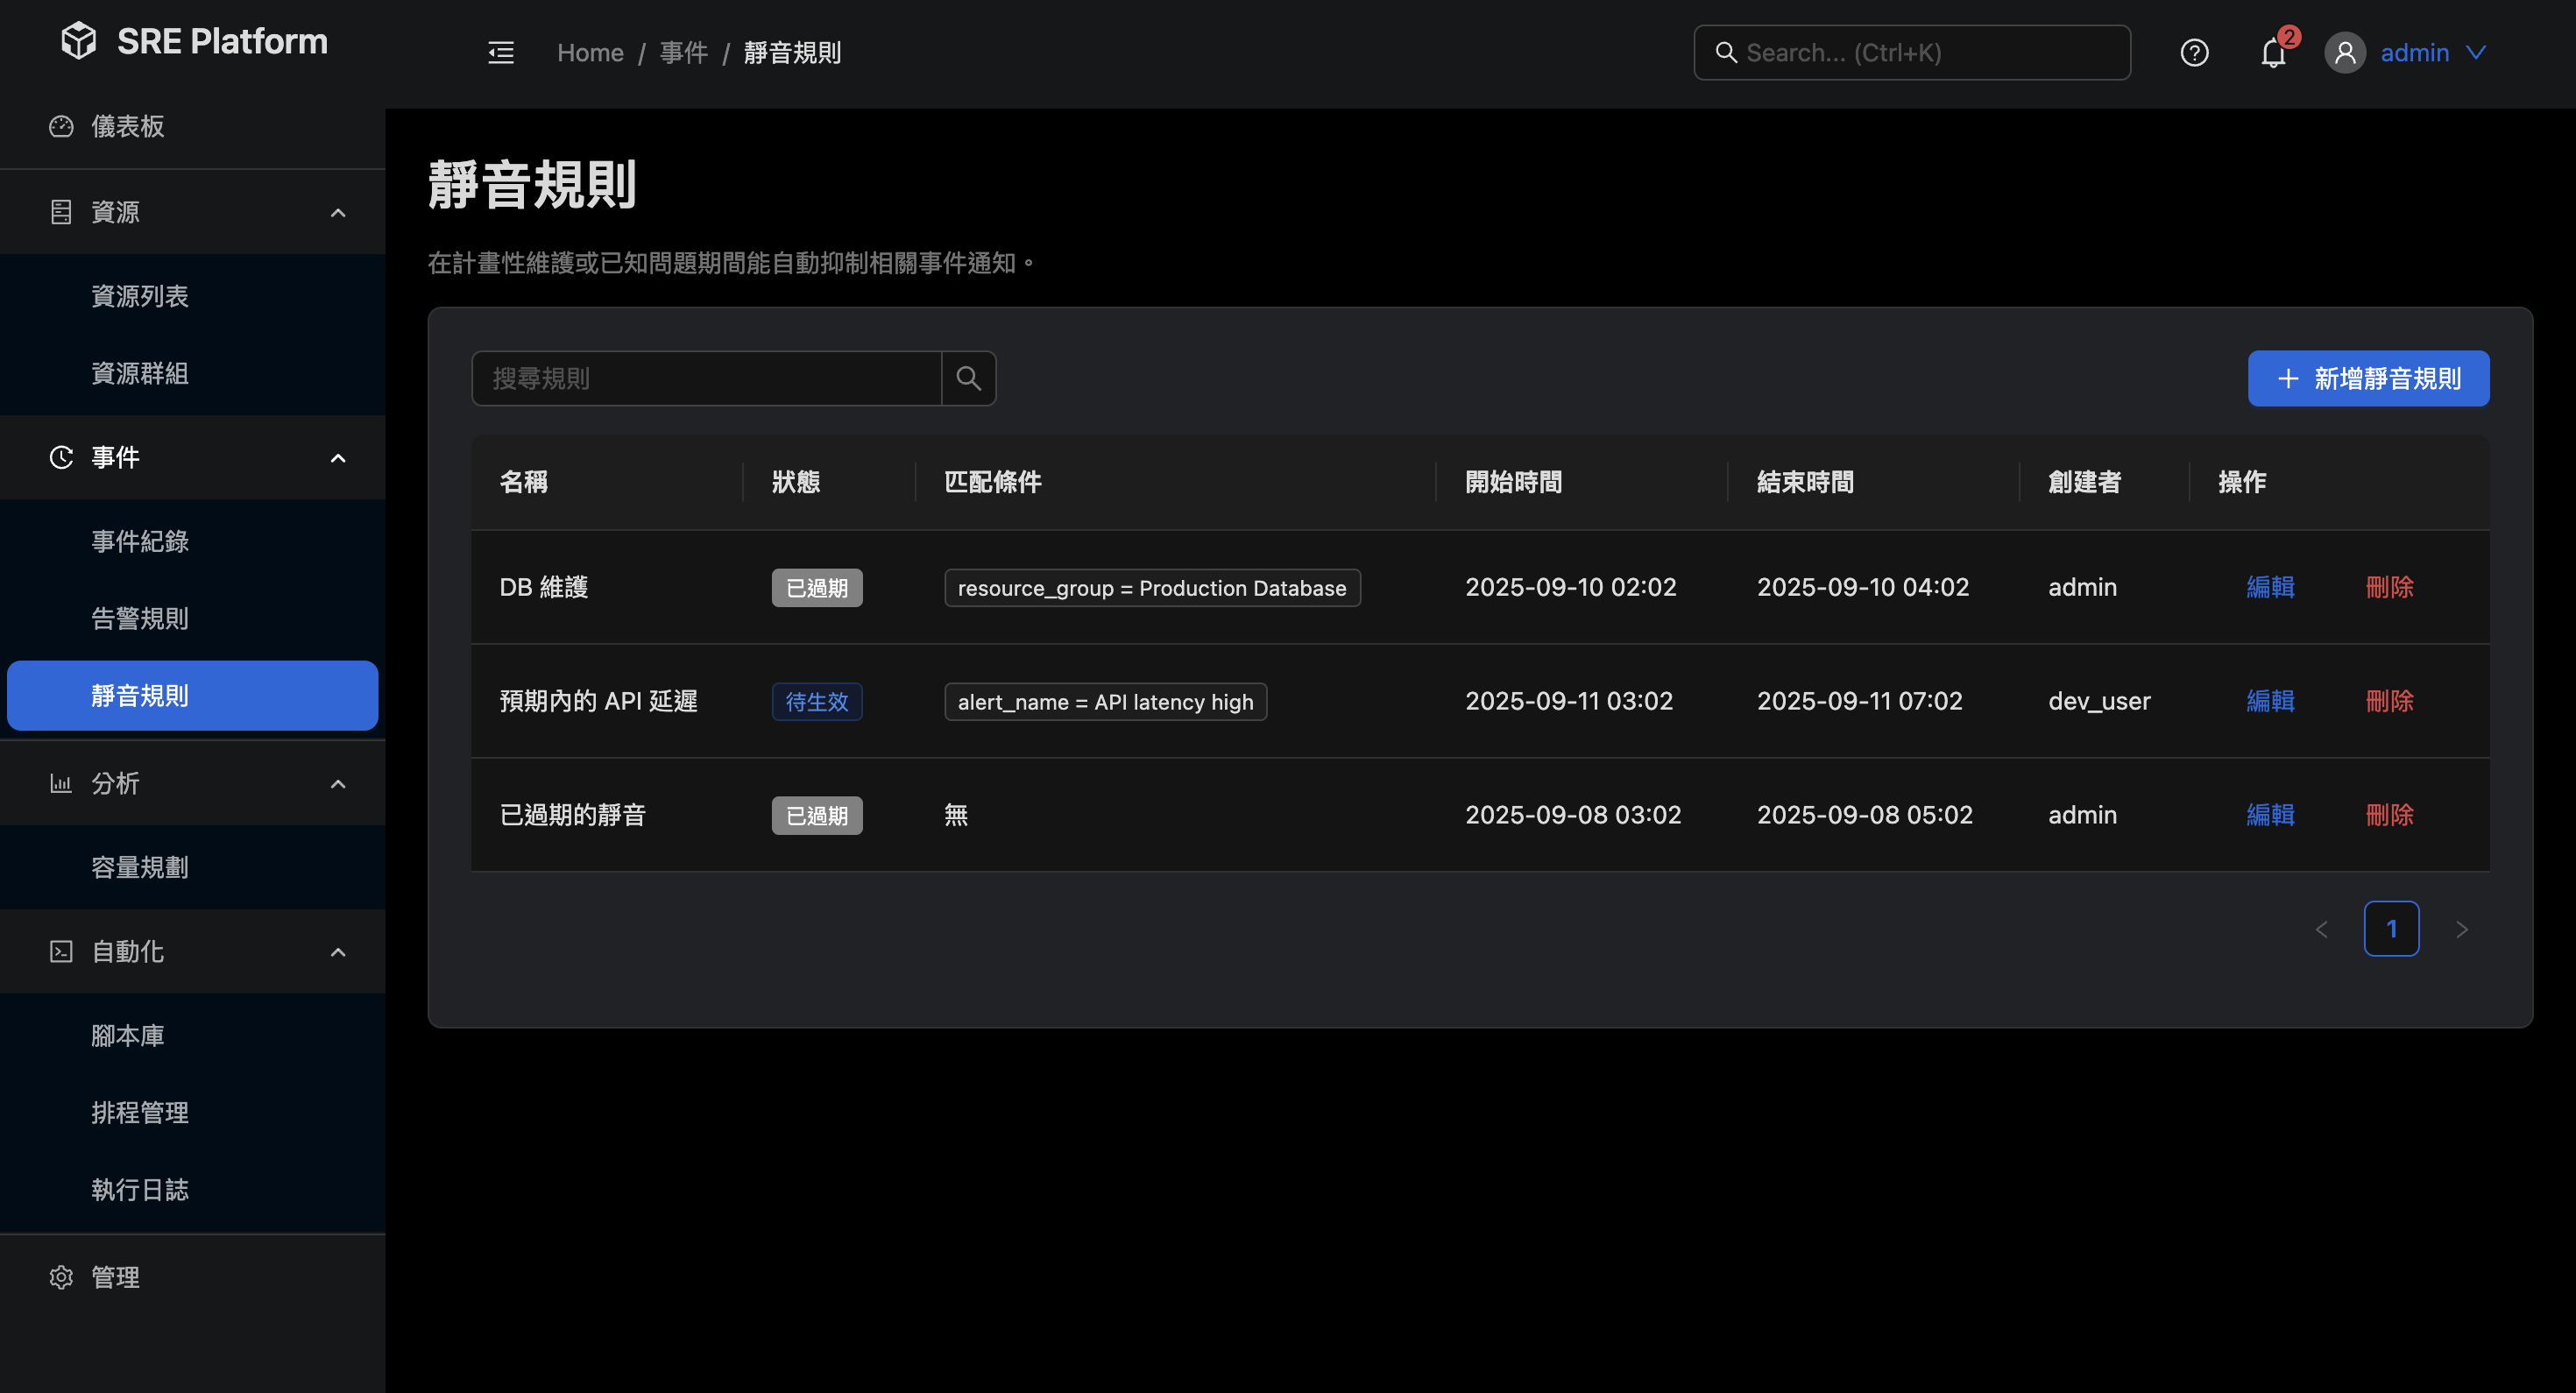 SRE Platform
Home / 事件 / 靜音規則
Search... (Ctrl+K)
2
admin
儀表板
資源
資源列表
資源群組
事件
事件紀錄
告警規則
靜音規則
分析
容量規劃
自動化
腳本庫
排程管理
執行日誌
管理
靜音規則
在計畫性維護或已知問題期間能自動抑制相關事件通知。
搜尋規則
新增靜音規則
名稱 狀態 匹配條件 開始時間 結束時間 創建者 操作
DB 維護 已過期 resource_group = Production Database 2025-09-10 02:02 2025-09-10 04:02 admin 編輯 刪除
預期內的 API 延遲 待生效 alert_name = API latency high 2025-09-11 03:02 2025-09-11 07:02 dev_user 編輯 刪除
已過期的靜音 已過期 無 2025-09-08 03:02 2025-09-08 05:02 admin 編輯 刪除
1